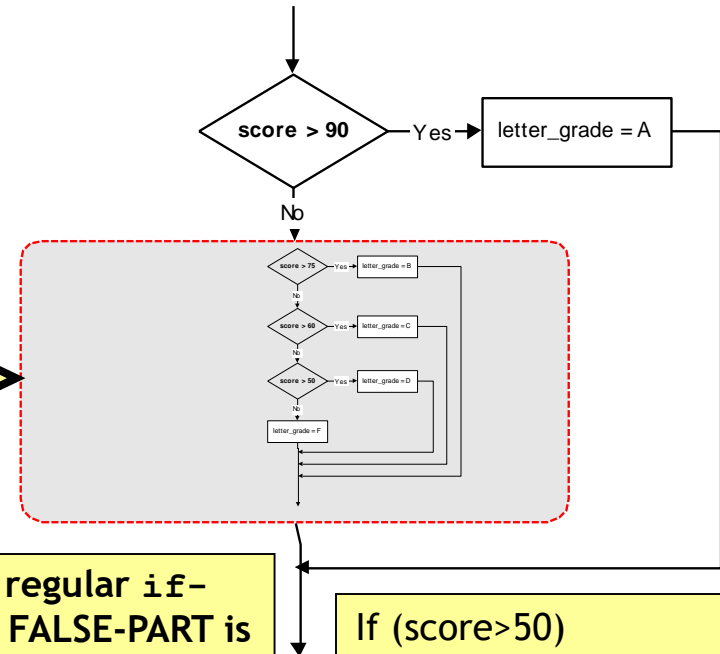 score > 90
Yes
letter_grade = A
No
score > 75
Yes
letter_grade = B
No
score > 60
Yes
letter_grade = C
No
score > 50
Yes
letter_grade = D
No
letter_grade = F
regular if-
FALSE-PART is
If (score>50)